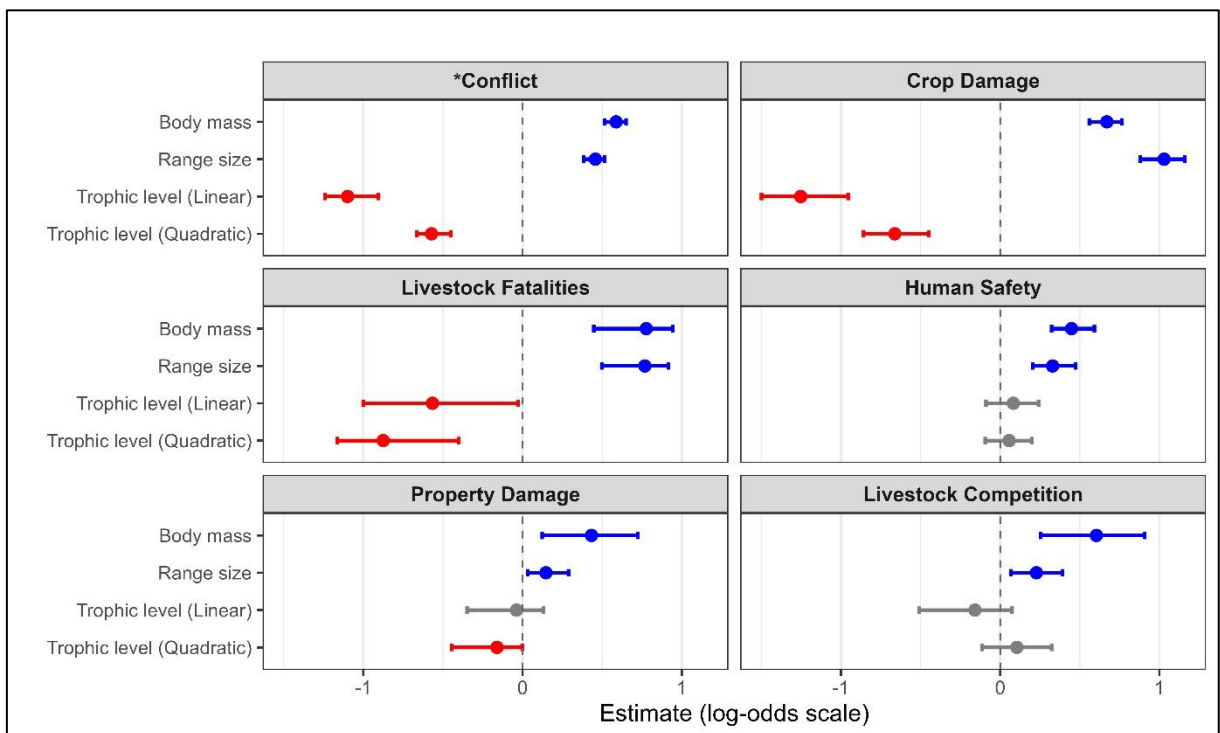 *Conflict
Crop Damage
Body mass
Range size
Trophic level (Linear)
Trophic level (Quadratic)
Livestock Fatalities
Human Safety
Body mass
Range size
Trophic level (Linear)
Trophic level (Quadratic)
Property Damage
Livestock Competition
Body mass
Range size
Trophic level (Linear)
Trophic level (Quadratic)
-1 0 1 -1 0 1
Estimate (log-odds scale)